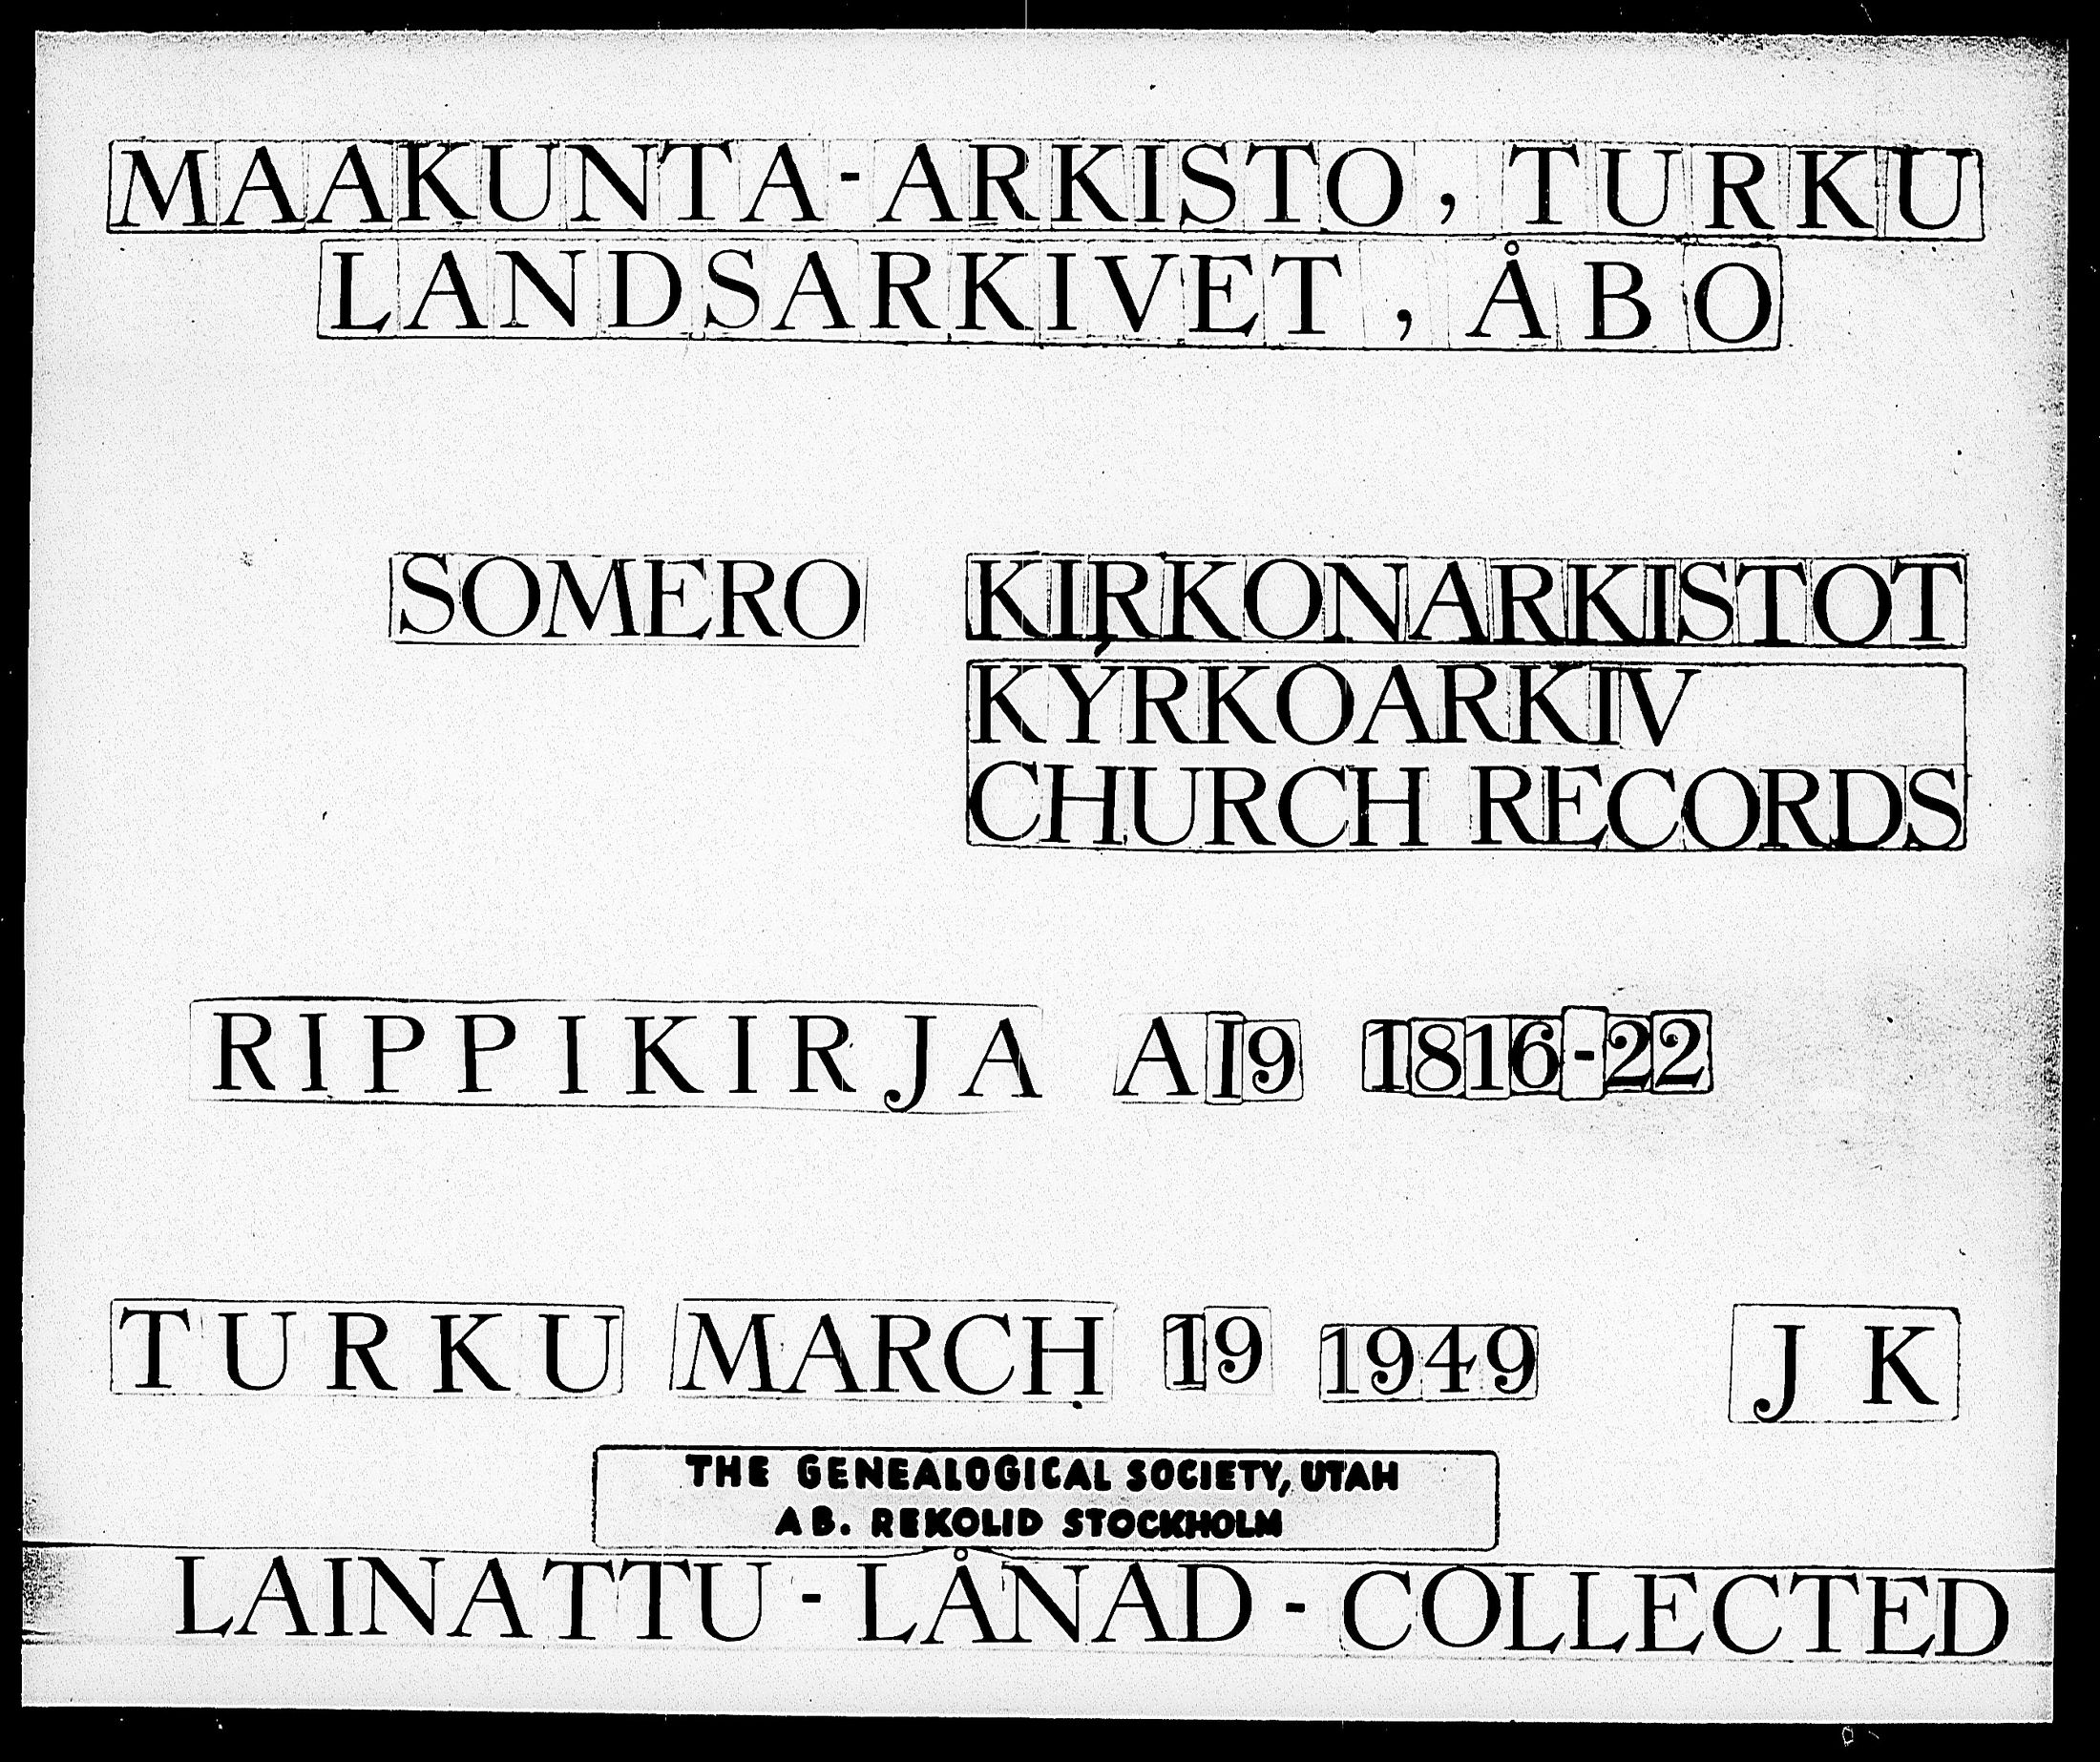 MAAKUNTA-ARKISTO, TURKU
LANDSARKIVET, ÅBO
SOMERO KIRKONARKISTOT
KYRKOARKIV
CHURCH RECORDS
RIPPIKIRJA AI9 1816-22
TURKU MARCH 19 1949 JK
THE GENEALOGICAL SOCIETY, UTAH
AB. REKOLID STOCKHOLM
LAINATTU - LÅNAD - COLLECTED